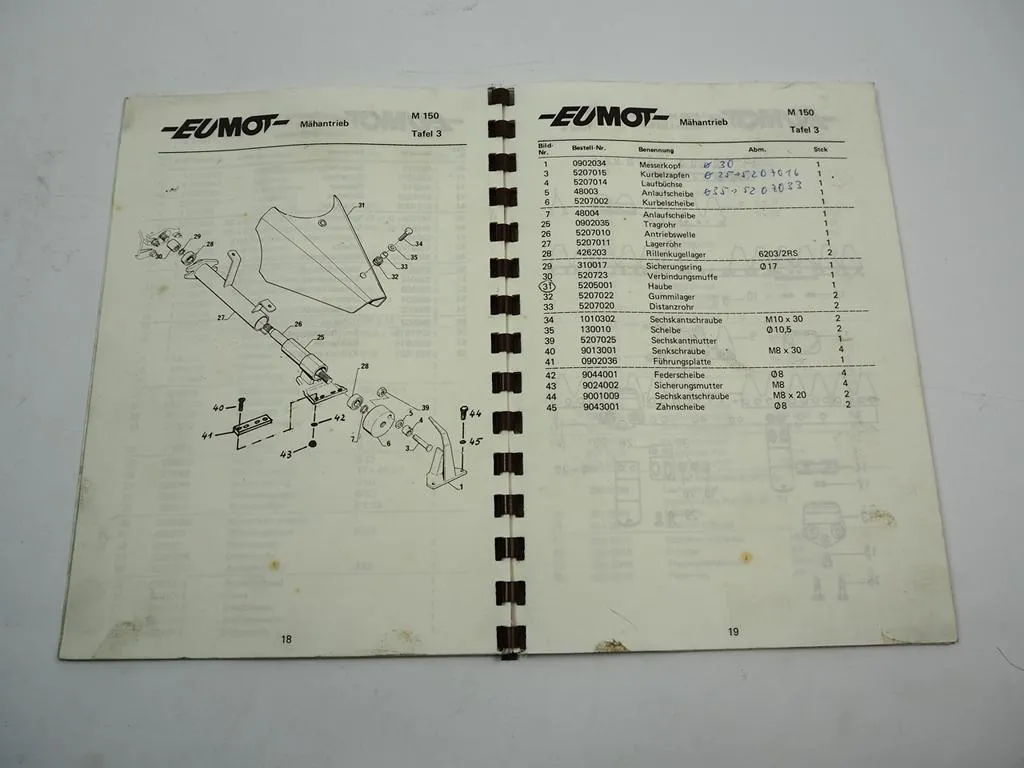 EUMOT Mähantrieb M 150
Tafel 3
31
34
35
33
32
29
28
30
27
26
25
28
39
40
42
5
4
44
41
7
6
3
45
43
1
18
EUMOT Mähantrieb M 150
Tafel 3
Bild-Nr. Bestell-Nr. Benennung Abm. Stck
1 0902034 Messerkopf ø 30 1
3 5207015 Kurbelzapfen ø 25 → 5207016 1
4 5207014 Laufbüchse 1
5 48003 Anlaufscheibe ø35 → 5207033 1
6 5207002 Kurbelscheibe 1
7 48004 Anlaufscheibe 1
25 0902035 Tragrohr 1
26 5207010 Antriebswelle 1
27 5207011 Lagerrohr 1
28 426203 Rillenkugellager 6203/2RS 2
29 310017 Sicherungsring Ø 17 1
30 520723 Verbindungsmuffe 1
31 5205001 Haube 1
32 5207022 Gummilager 2
33 5207020 Distanzrohr 2
34 1010302 Sechskantschraube M10 x 30 2
35 130010 Scheibe Ø 10,5 2
39 5207025 Sechskantmutter 1
40 9013001 Senkschraube M8 x 30 4
41 0902036 Führungsplatte 1
42 9044001 Federscheibe Ø8 4
43 9024002 Sicherungsmutter M8 4
44 9001009 Sechskantschraube M8 x 20 2
45 9043001 Zahnscheibe Ø8 2
19